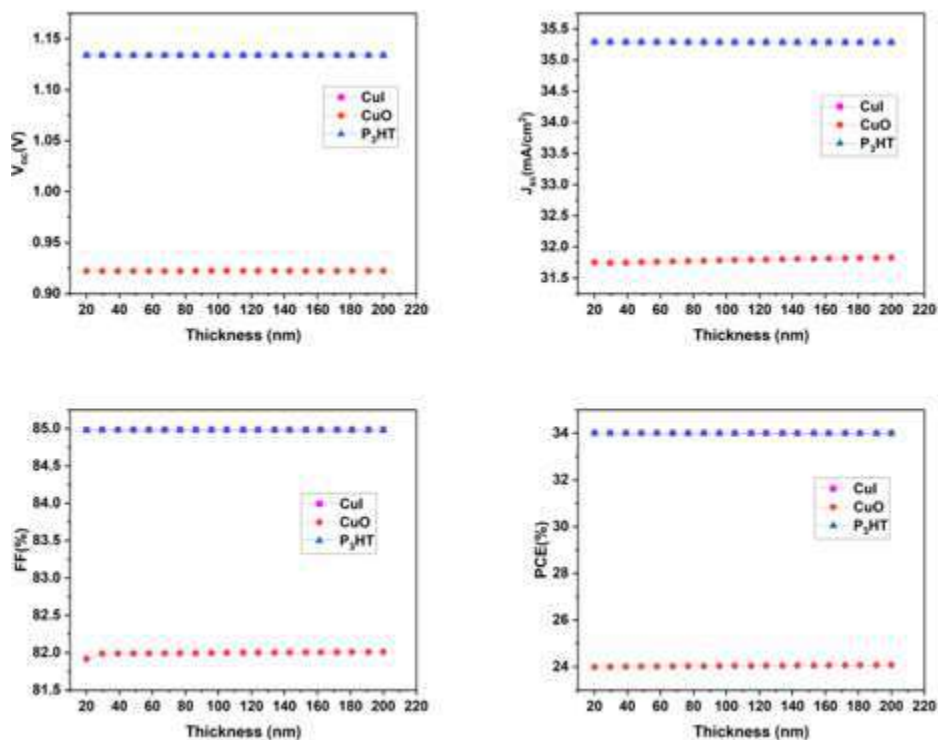 1.15
1.10
1.05
1.00
0.95
0.90
V_oc(V)
CuI
CuO
P₃HT
20 40 60 80 100 120 140 160 180 200 220
Thickness (nm)
35.5
35.0
34.5
34.0
33.5
33.0
32.5
32.0
31.5
J_sc(mA/cm²)
CuI
CuO
P₃HT
20 40 60 80 100 120 140 160 180 200 220
Thickness (nm)
85.0
84.5
84.0
83.5
83.0
82.5
82.0
81.5
FF(%)
CuI
CuO
P₃HT
20 40 60 80 100 120 140 160 180 200 220
Thickness (nm)
34
32
30
28
26
24
PCE(%)
CuI
CuO
P₃HT
20 40 60 80 100 120 140 160 180 200 220
Thickness (nm)